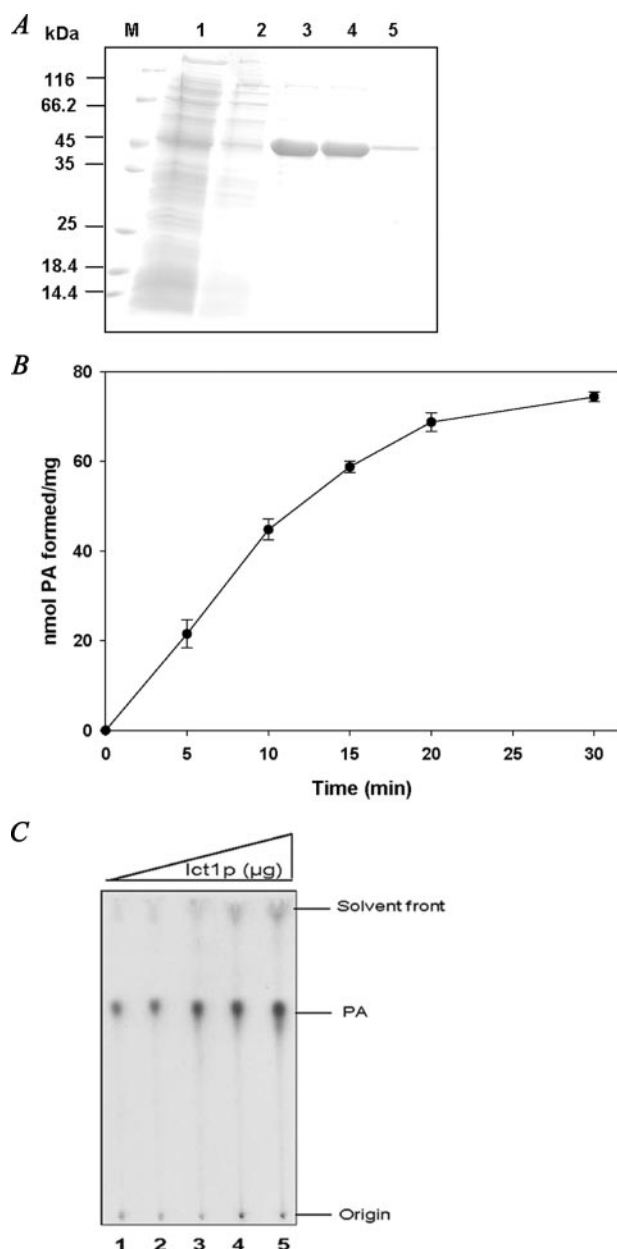 A
kDa M 1 2 3 4 5
116
66.2
45
35
25
18.4
14.4
B
80
60
40
20
0
nmol PA formed/mg
0 5 10 15 20 25 30
Time (min)
C
Ict1p (µg)
Solvent front
PA
Origin
1 2 3 4 5